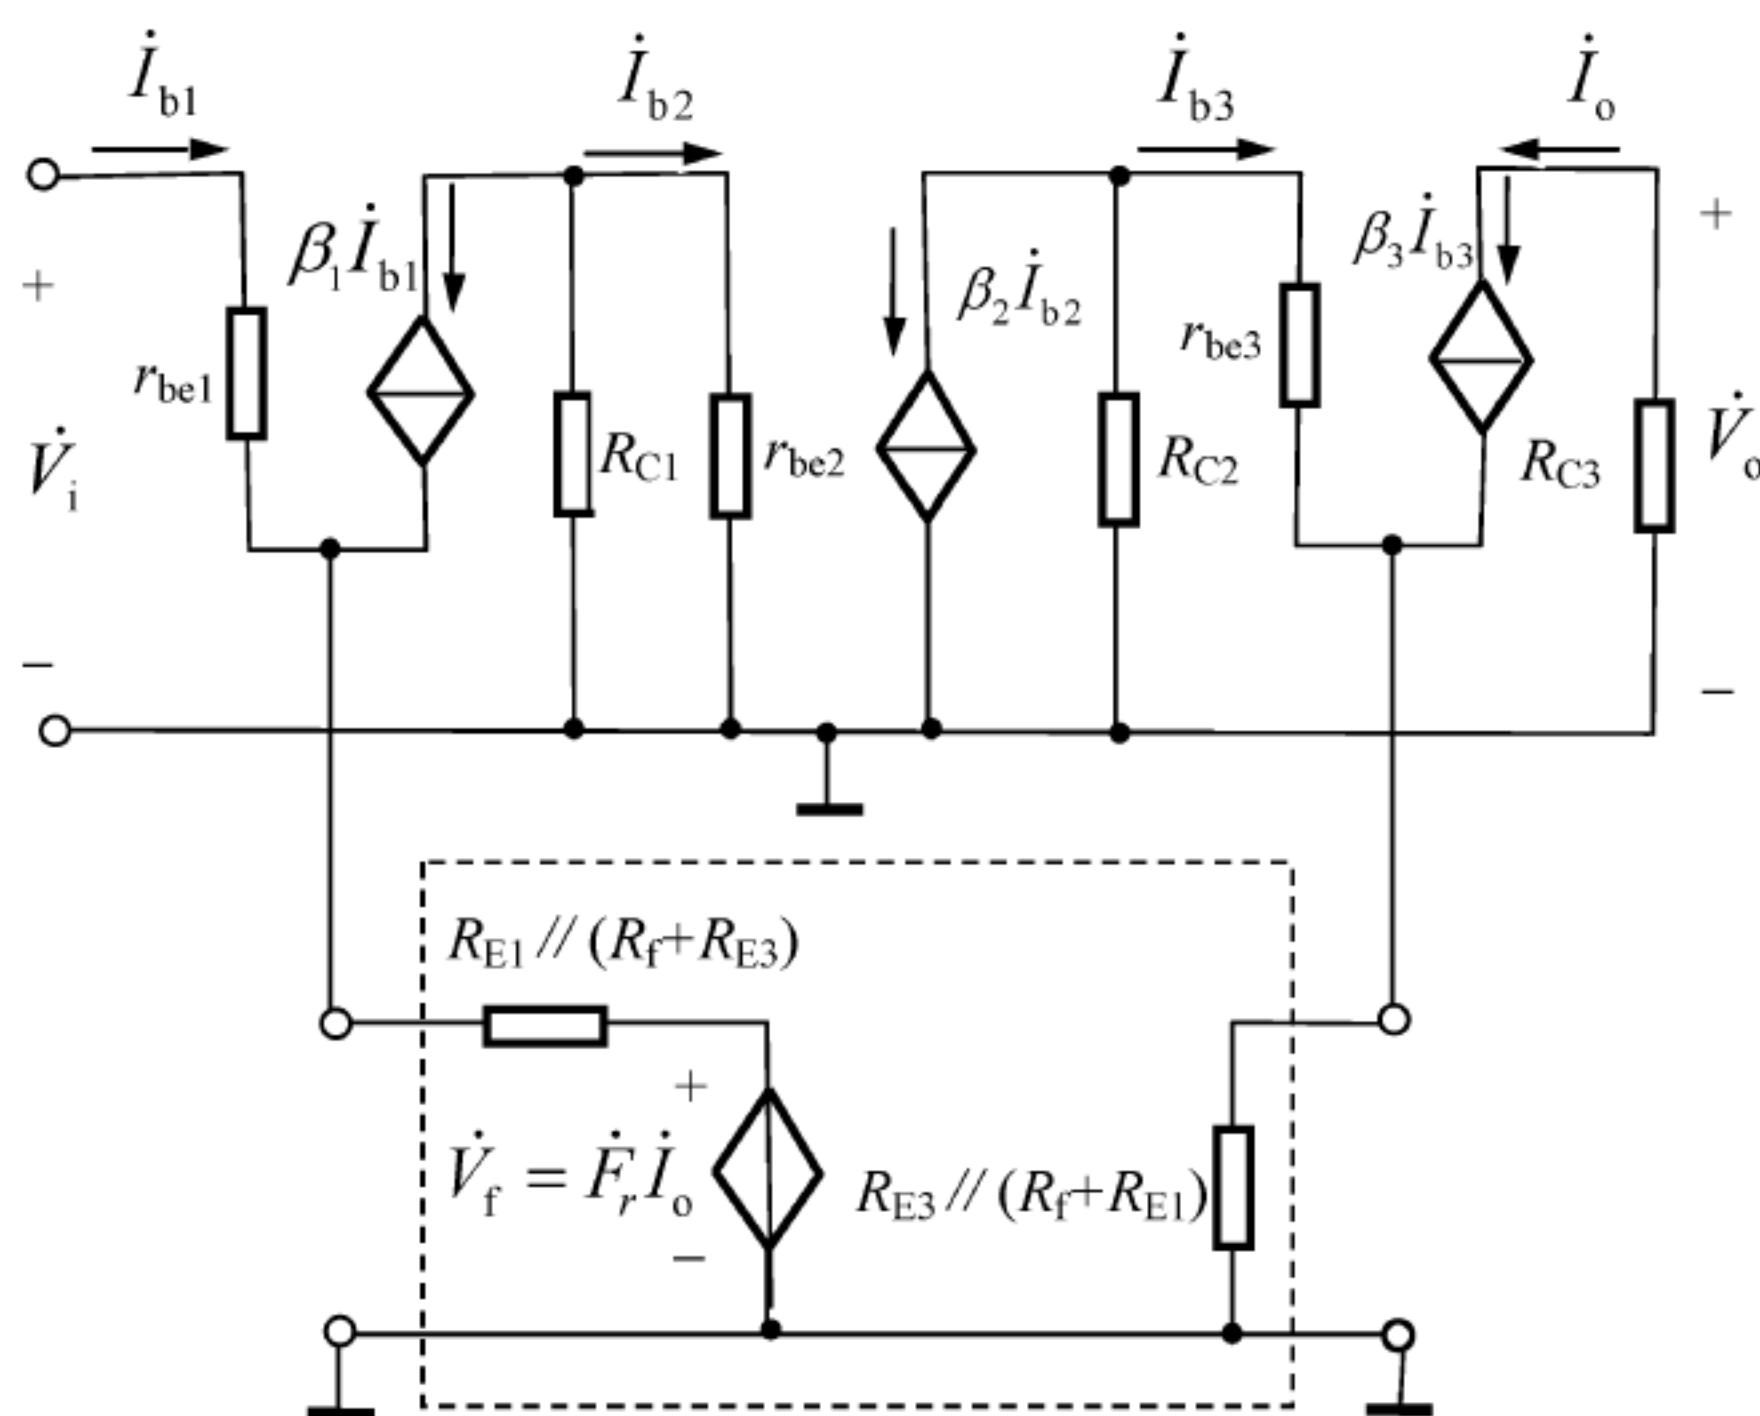 İb1
İb2
İb3
İo
β1İb1
β2İb2
β3İb3
+
+
rbe1
rbe3
V̇i
RC1
rbe2
RC2
RC3
V̇o
−
−
RE1 // (Rf+RE3)
+
V̇f = Ḟrİo
RE3 // (Rf+RE1)
−